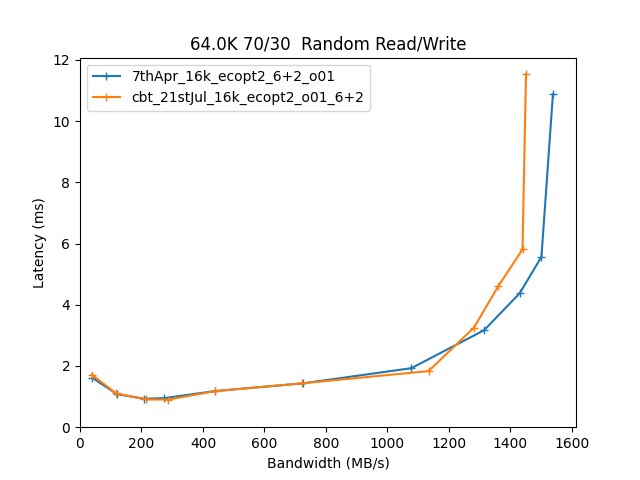 64.0K 70/30  Random Read/Write
7thApr_16k_ecopt2_6+2_o01
cbt_21stJul_16k_ecopt2_o01_6+2
12
10
8
6
4
2
0
Latency (ms)
0 200 400 600 800 1000 1200 1400 1600
Bandwidth (MB/s)